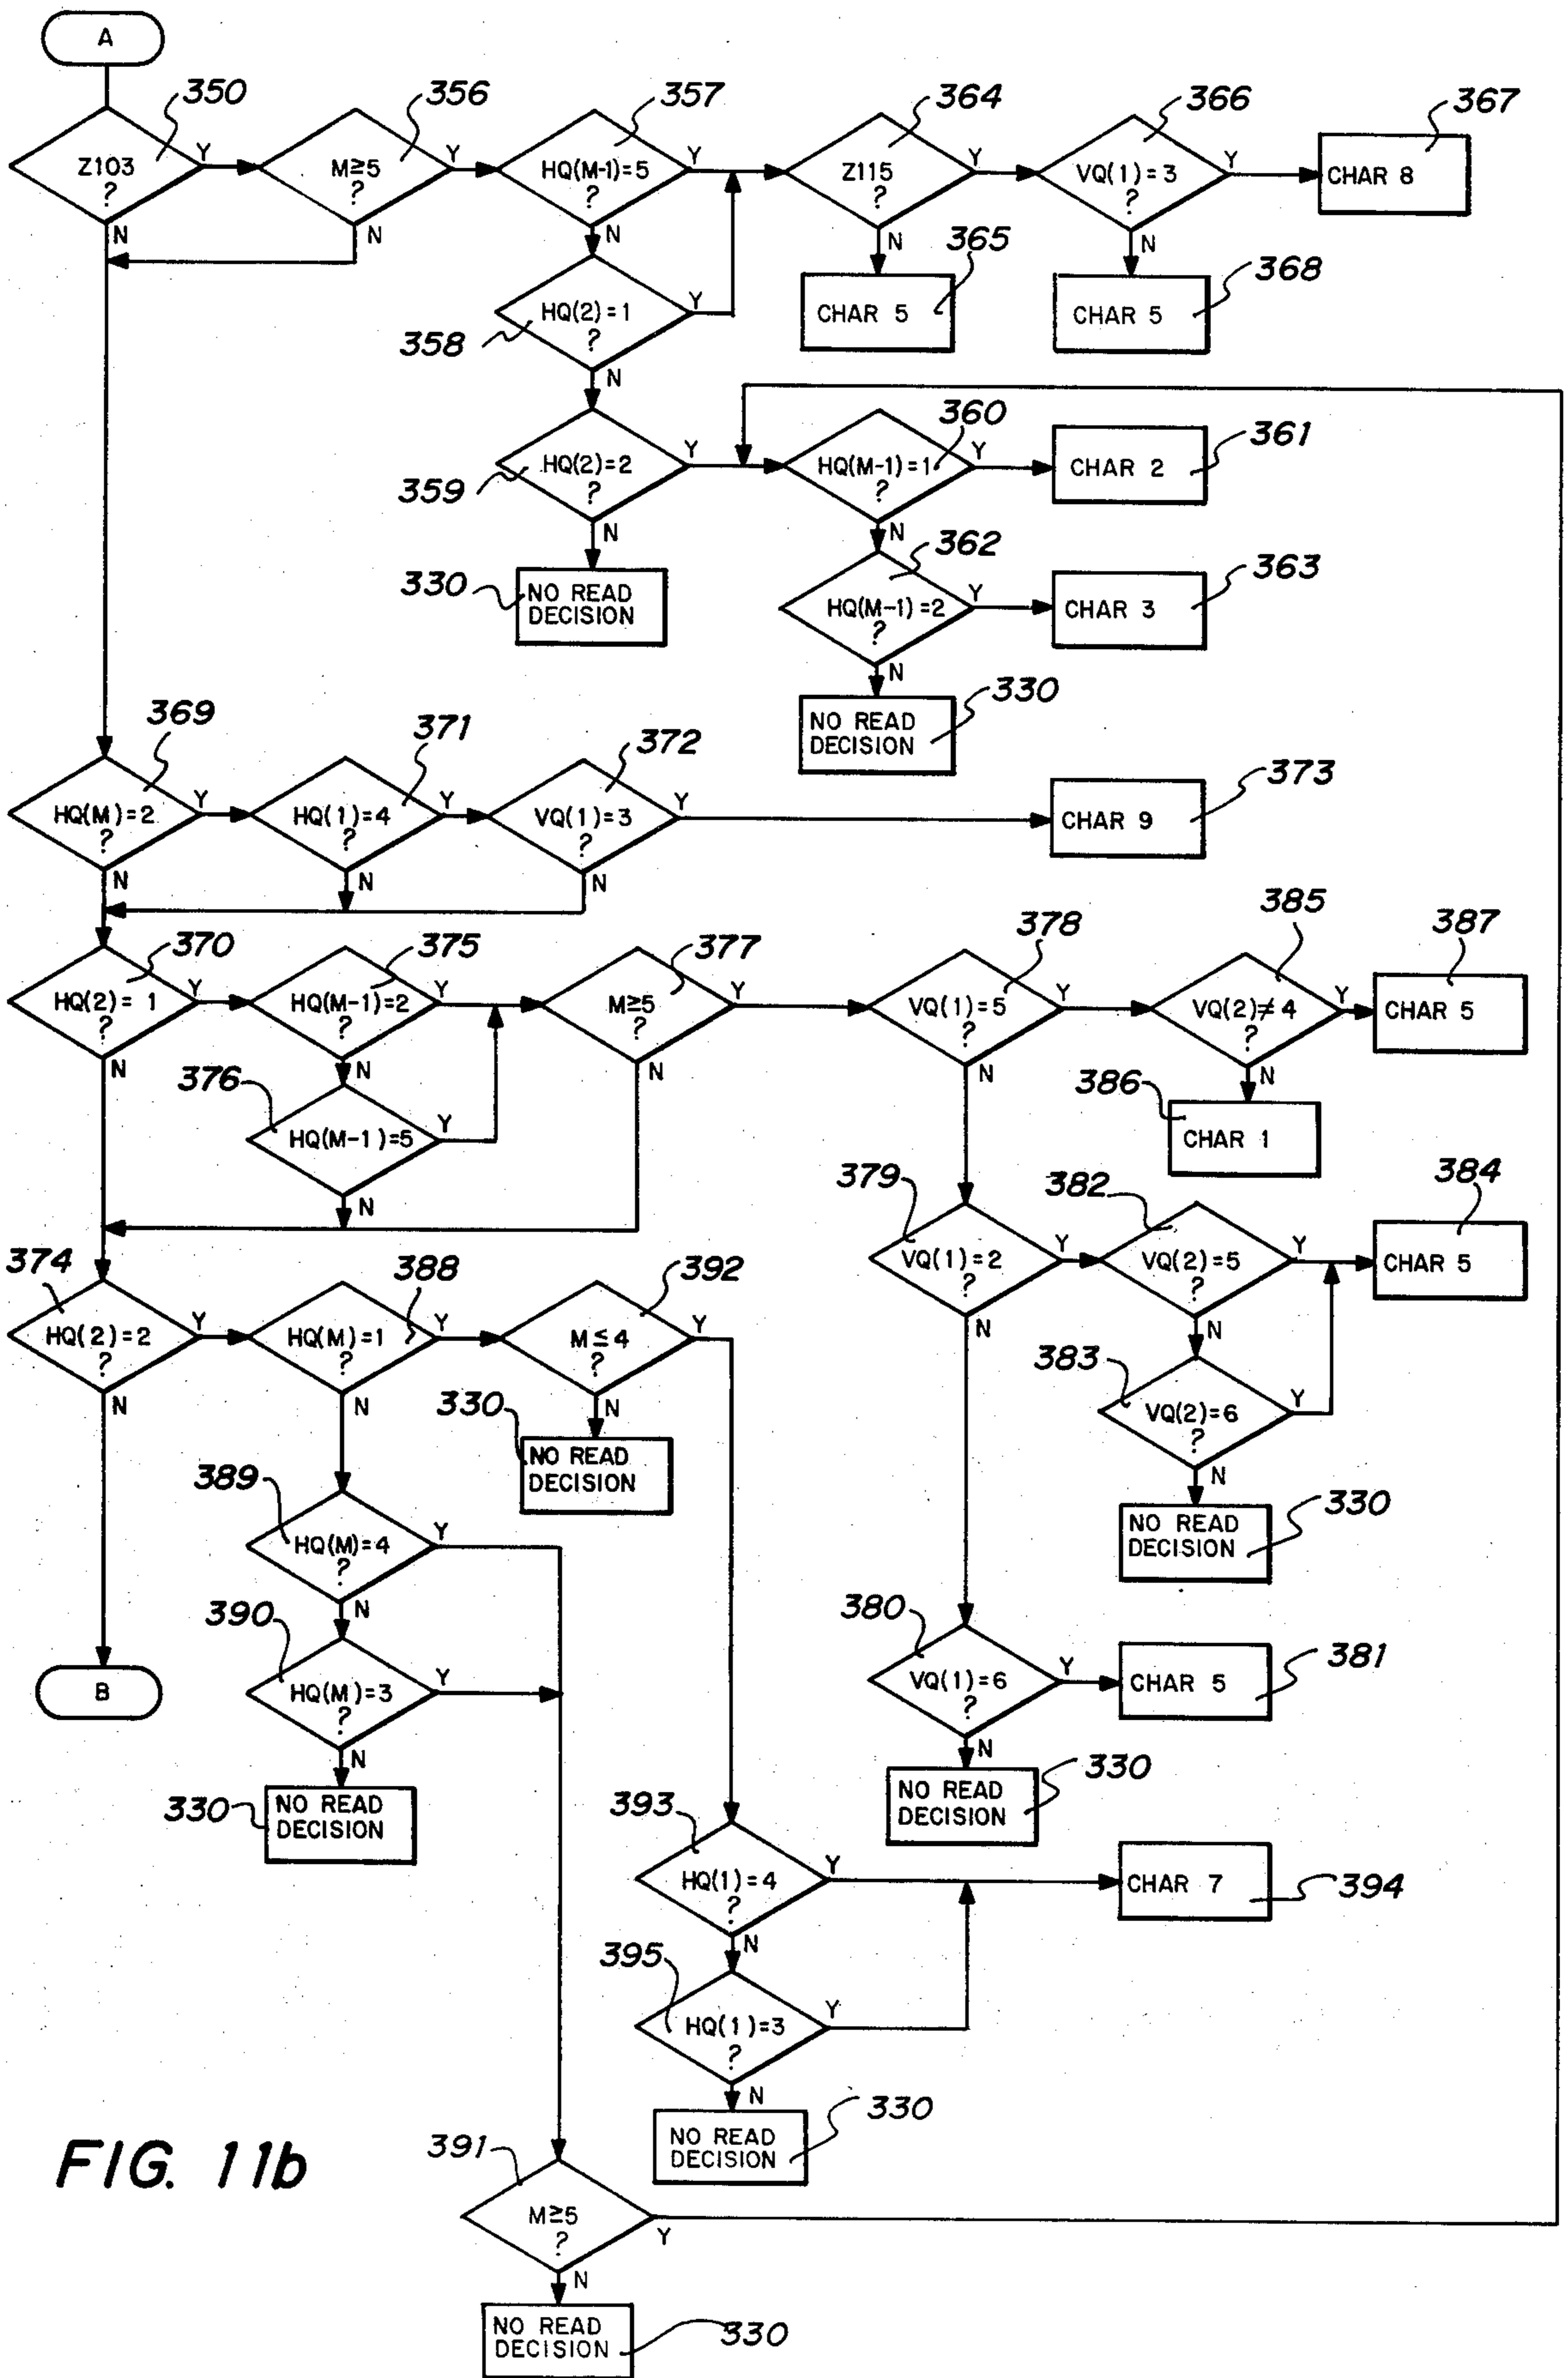 A
350
356
357
364
366
367
Z103
?
Y
N
M≥5
?
Y
N
HQ(M-1)=5
?
Y
N
Z115
?
Y
N
VQ(1)=3
?
Y
N
CHAR 8
365
CHAR 5
368
CHAR 5
358
HQ(2)=1
?
Y
N
359
HQ(2)=2
?
Y
N
360
HQ(M-1)=1
?
Y
N
361
CHAR 2
330
NO READ
DECISION
362
HQ(M-1)=2
?
Y
N
363
CHAR 3
330
NO READ
DECISION
369
HQ(M)=2
?
Y
N
371
HQ(1)=4
?
Y
N
372
VQ(1)=3
?
Y
N
373
CHAR 9
370
HQ(2)=1
?
Y
N
375
HQ(M-1)=2
?
Y
N
377
M≥5
?
Y
N
378
VQ(1)=5
?
Y
N
385
VQ(2)≠4
?
Y
N
387
CHAR 5
376
HQ(M-1)=5
?
Y
N
386
CHAR 1
379
VQ(1)=2
?
Y
N
382
VQ(2)=5
?
Y
N
384
CHAR 5
374
HQ(2)=2
?
Y
N
388
HQ(M)=1
?
Y
N
392
M≤4
?
Y
N
383
VQ(2)=6
?
Y
N
330
NO READ
DECISION
330
NO READ
DECISION
389
HQ(M)=4
?
Y
N
390
HQ(M)=3
?
Y
N
380
VQ(1)=6
?
Y
N
381
CHAR 5
B
330
NO READ
DECISION
330
NO READ
DECISION
393
HQ(1)=4
?
Y
N
CHAR 7
394
395
HQ(1)=3
?
Y
N
330
NO READ
DECISION
FIG. 11b
391
M≥5
?
Y
N
NO READ
DECISION
330